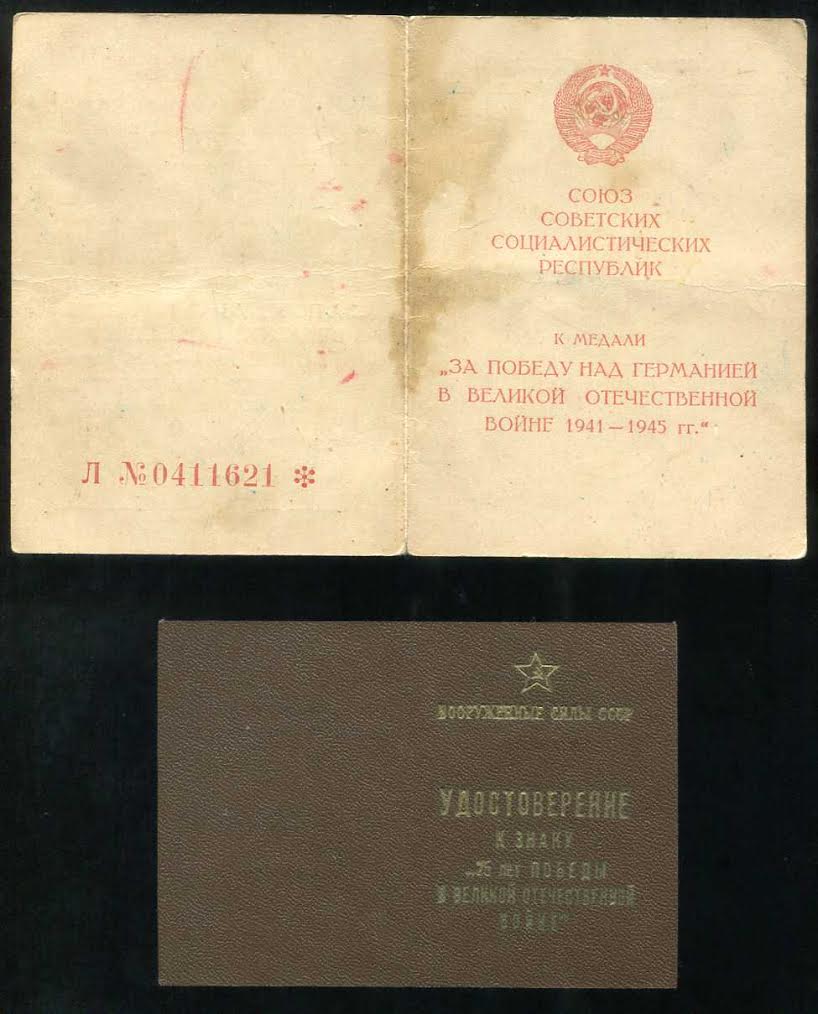 СОЮЗ
СОВЕТСКИХ
СОЦИАЛИСТИЧЕСКИХ
РЕСПУБЛИК
К МЕДАЛИ
„ЗА ПОБЕДУ НАД ГЕРМАНИЕЙ
В ВЕЛИКОЙ ОТЕЧЕСТВЕННОЙ
ВОЙНЕ 1941—1945 гг.“
Л №0411621 *
ВООРУЖЕННЫЕ СИЛЫ СССР
УДОСТОВЕРЕНИЕ
К ЗНАКУ
„25 лет ПОБЕДЫ
В ВЕЛИКОЙ ОТЕЧЕСТВЕННОЙ
ВОЙНЕ“